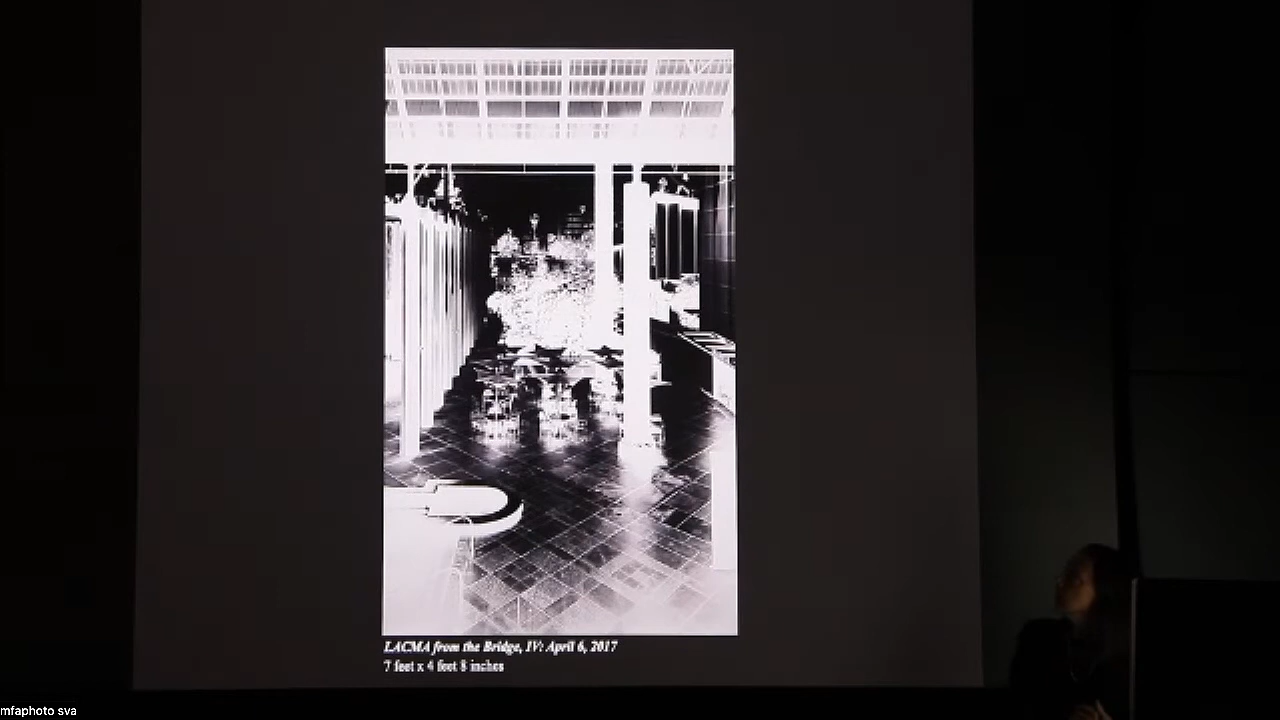 LACMA from the Bridge, IV: April 6, 2017
7 feet x 4 feet 8 inches
mfaphoto sva